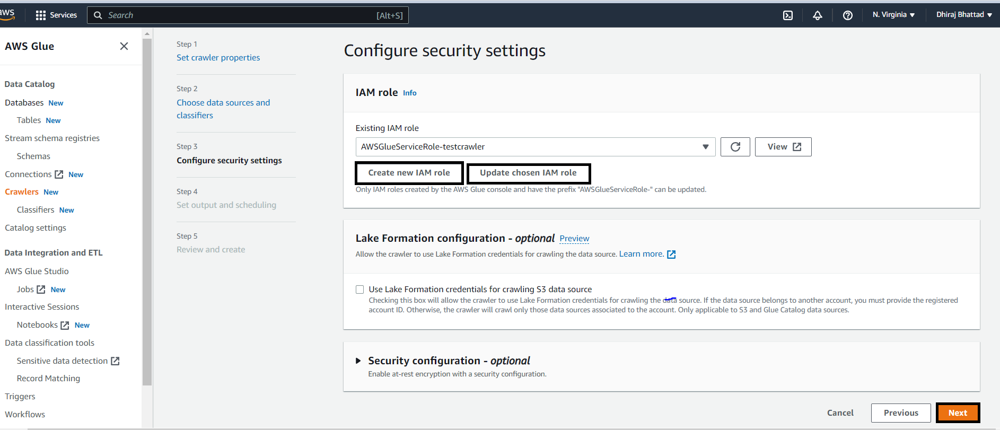 aws
Services
Search
[Alt+S]
N. Virginia
Dhiraj Bhattad
AWS Glue
Data Catalog
Databases New
Tables New
Stream schema registries
Schemas
Connections New
Crawlers New
Classifiers New
Catalog settings
Data Integration and ETL
AWS Glue Studio
Jobs New
Interactive Sessions
Notebooks New
Data classification tools
Sensitive data detection
Record Matching
Triggers
Workflows
Step 1
Set crawler properties
Step 2
Choose data sources and
classifiers
Step 3
Configure security settings
Step 4
Set output and scheduling
Step 5
Review and create
Configure security settings
IAM role Info
Existing IAM role
AWSGlueServiceRole-testcrawler
View
Create new IAM role
Update chosen IAM role
Only IAM roles created by the AWS Glue console and have the prefix "AWSGlueServiceRole-" can be updated.
Lake Formation configuration - optional Preview
Allow the crawler to use Lake Formation credentials for crawling the data source. Learn more.
Use Lake Formation credentials for crawling S3 data source
Checking this box will allow the crawler to use Lake Formation credentials for crawling the data source. If the data source belongs to another account, you must provide the registered
account ID. Otherwise, the crawler will crawl only those data sources associated to the account. Only applicable to S3 and Glue Catalog data sources.
Security configuration - optional
Enable at-rest encryption with a security configuration.
Cancel
Previous
Next